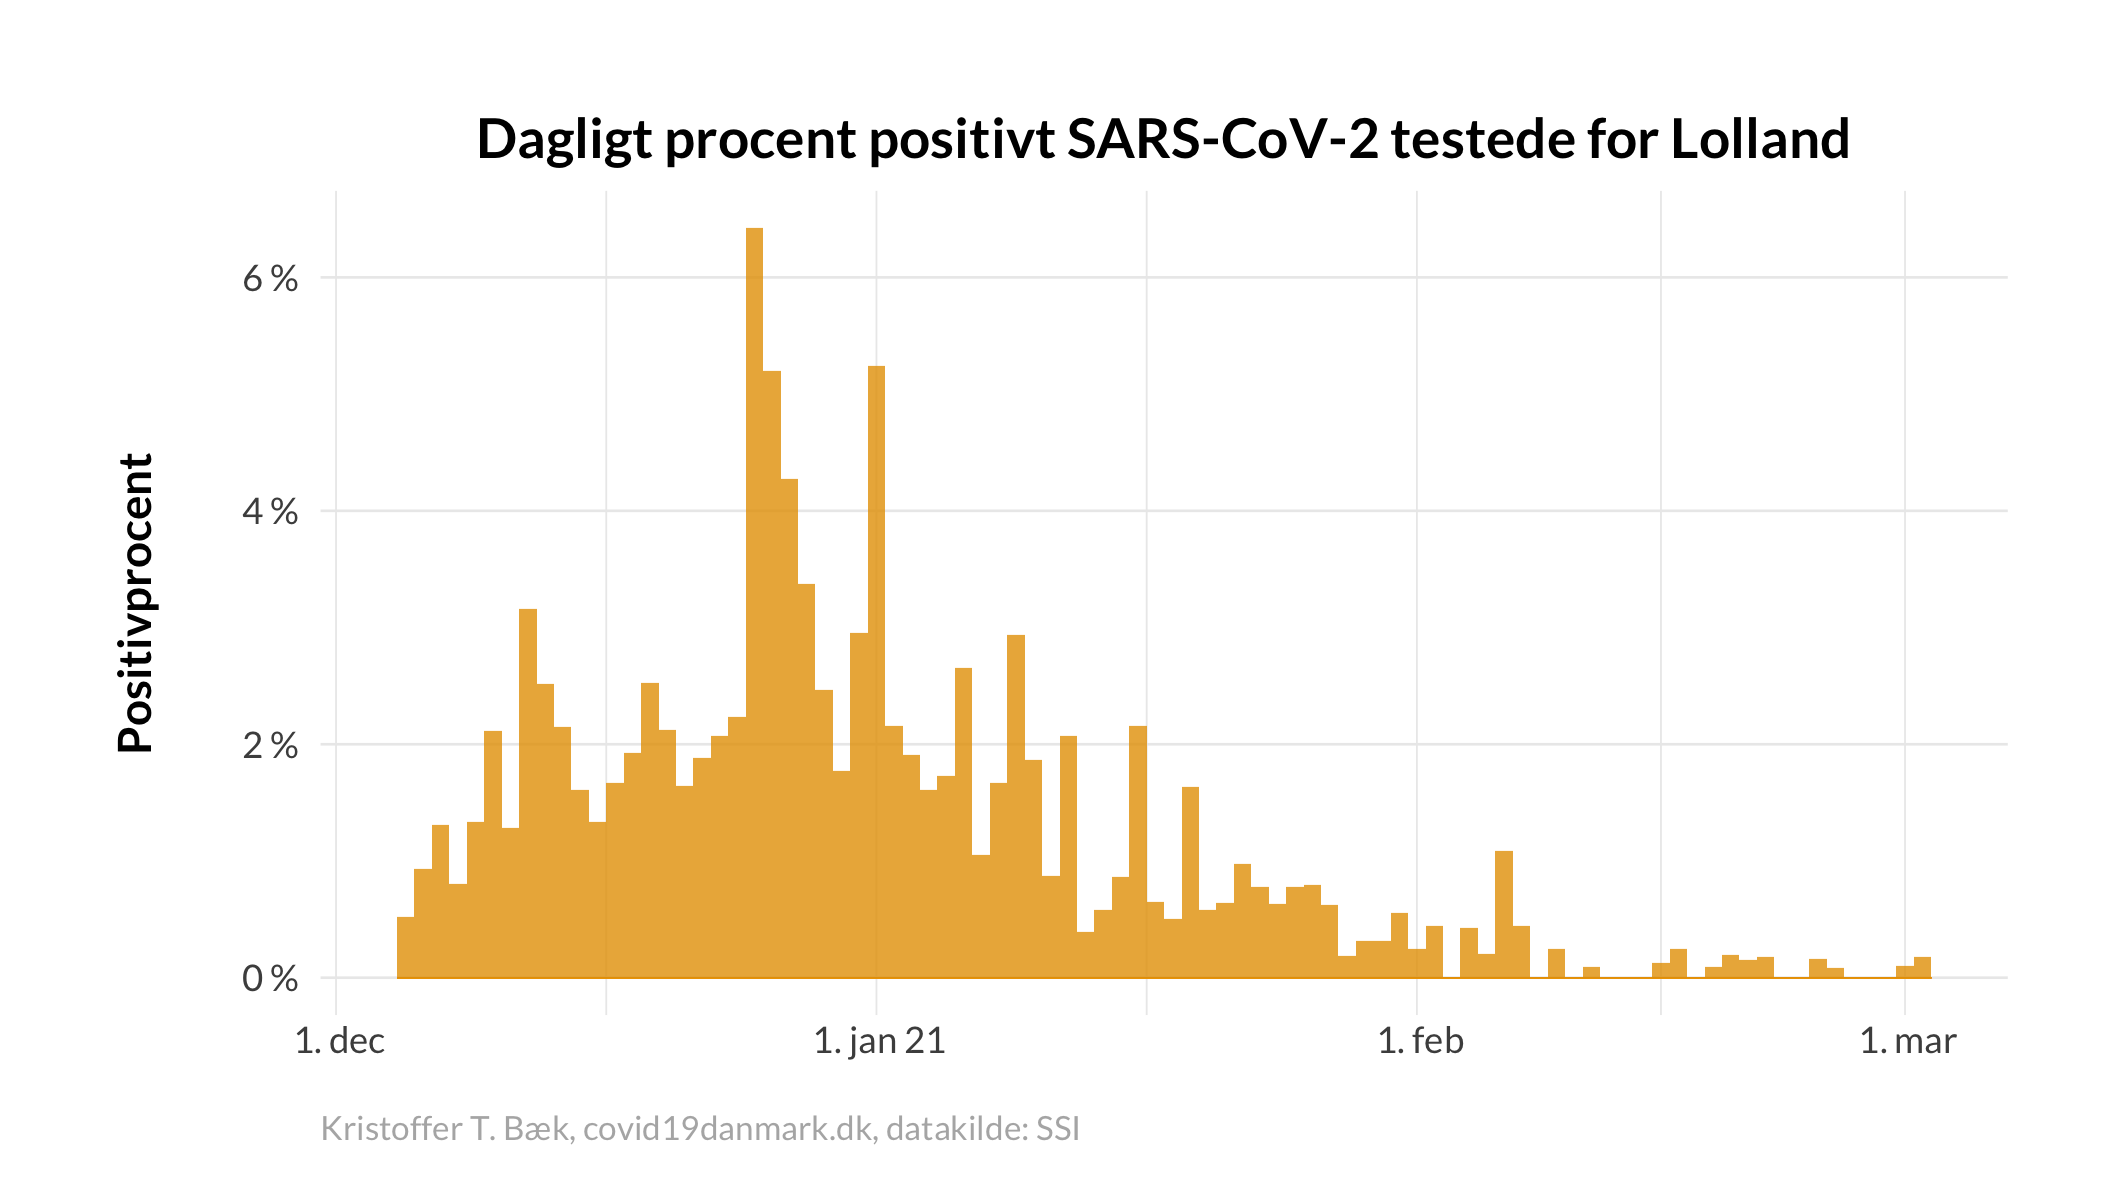 Dagligt procent positivt SARS-CoV-2 testede for Lolland
Positivprocent
6 %
4 %
2 %
0 %
1. dec
1. jan 21
1. feb
1. mar
Kristoffer T. Bæk, covid19danmark.dk, datakilde: SSI